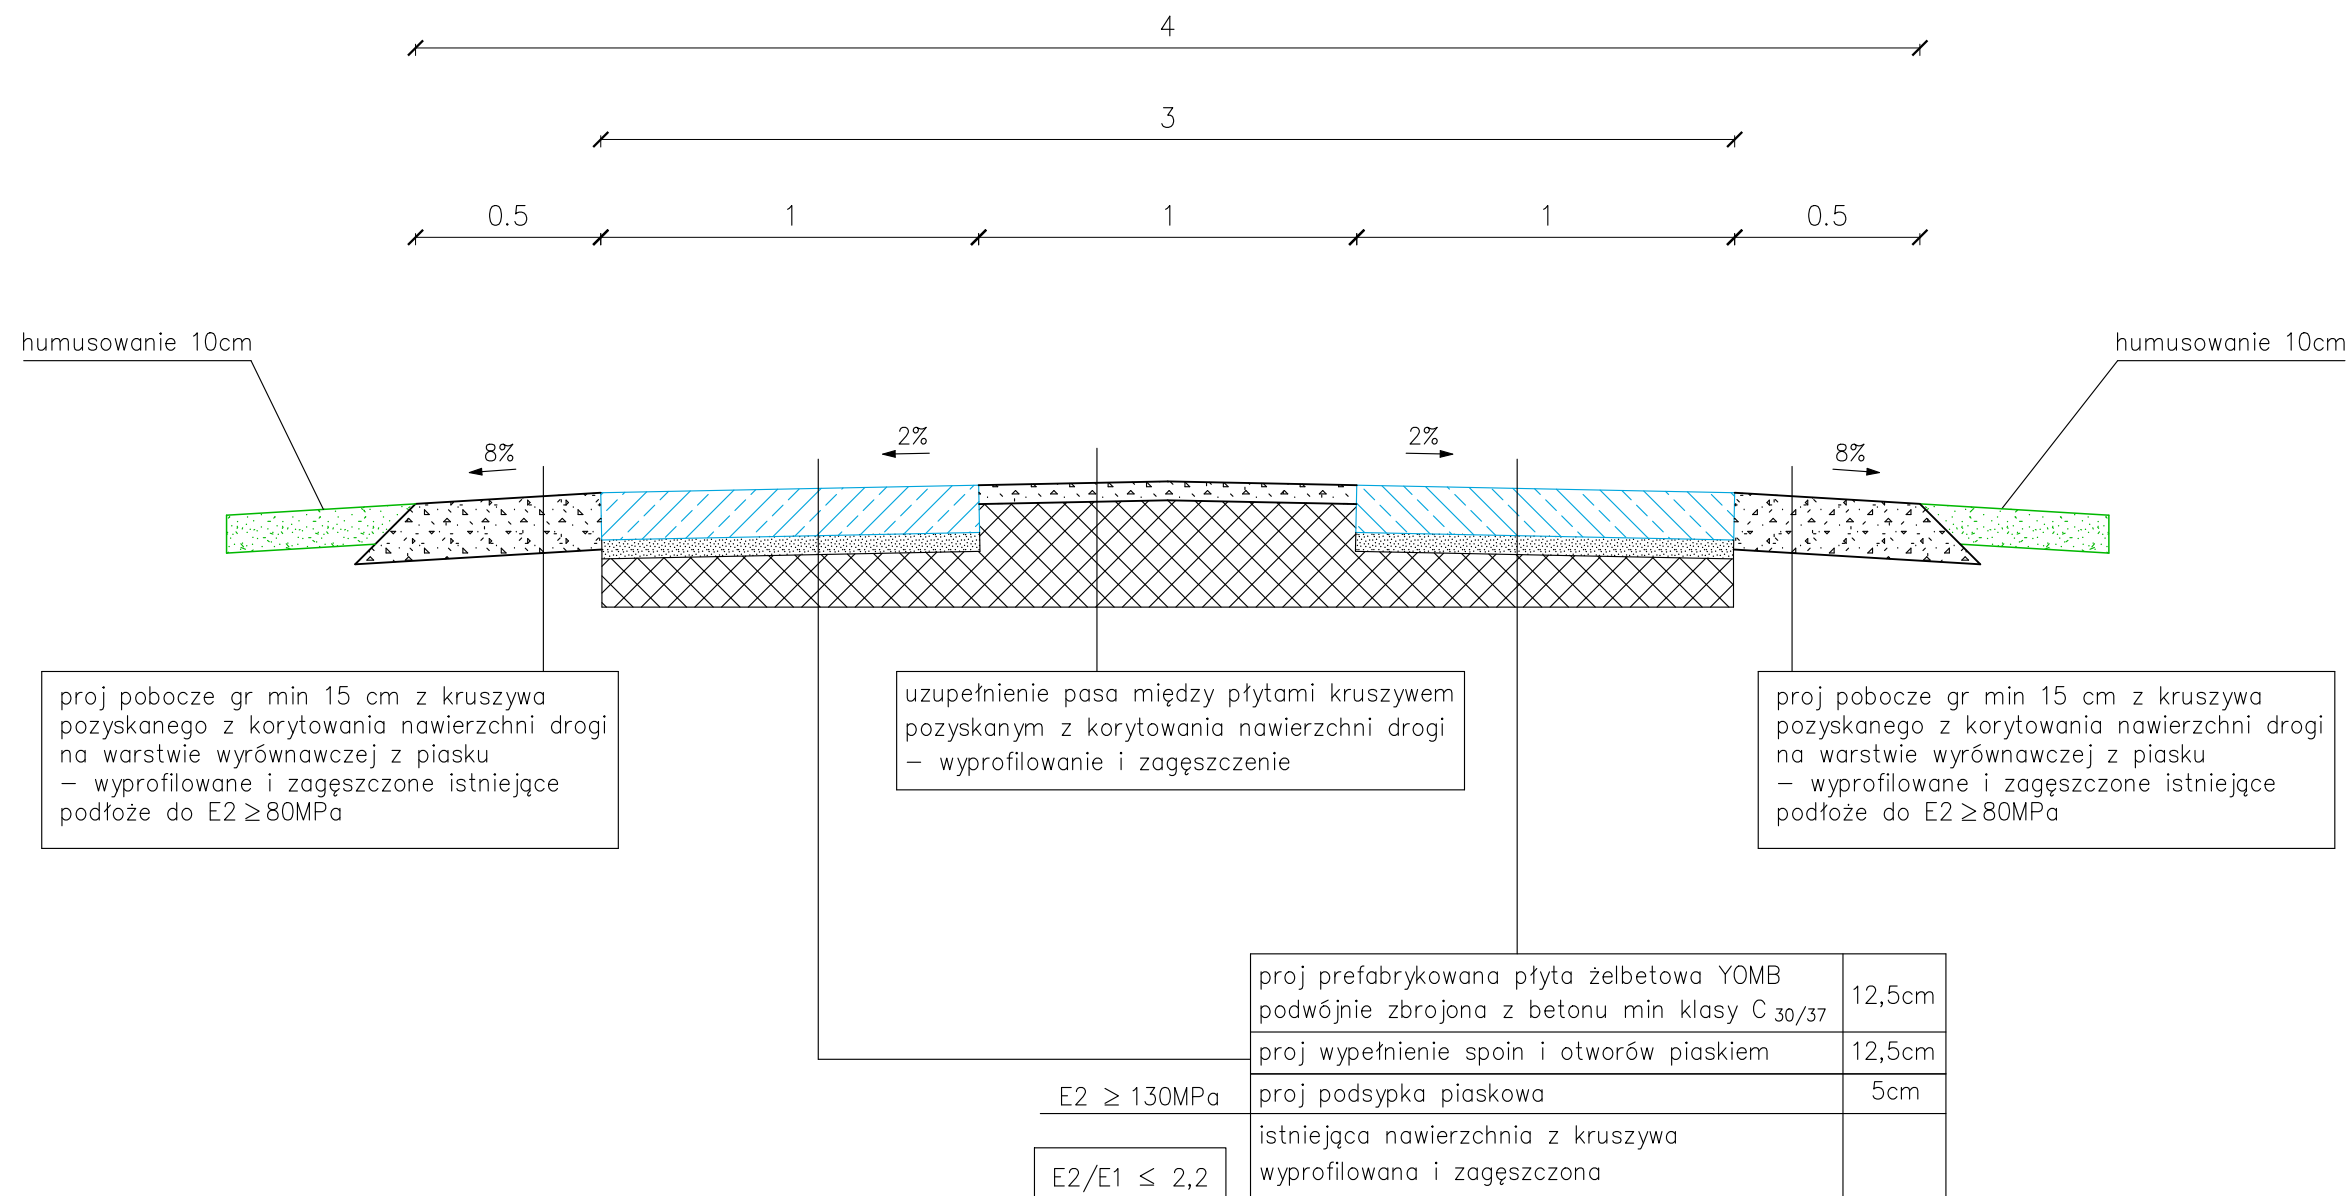 4
3
0.5 1 1 1 0.5
humusowanie 10cm
humusowanie 10cm
8%
2%
2%
8%
proj pobocze gr min 15 cm z kruszywa
pozyskanego z korytowania nawierzchni drogi
na warstwie wyrównawczej z piasku
– wyprofilowane i zagęszczone istniejące
podłoże do E2 ≥80MPa
uzupełnienie pasa między płytami kruszywem
pozyskanym z korytowania nawierzchni drogi
– wyprofilowanie i zagęszczenie
proj pobocze gr min 15 cm z kruszywa
pozyskanego z korytowania nawierzchni drogi
na warstwie wyrównawczej z piasku
– wyprofilowane i zagęszczone istniejące
podłoże do E2 ≥80MPa
proj prefabrykowana płyta żelbetowa YOMB
podwójnie zbrojona z betonu min klasy C 30/37
12,5cm
proj wypełnienie spoin i otworów piaskiem 12,5cm
E2 ≥ 130MPa
proj podsypka piaskowa 5cm
istniejąca nawierzchnia z kruszywa
wyprofilowana i zagęszczona
E2/E1 ≤ 2,2